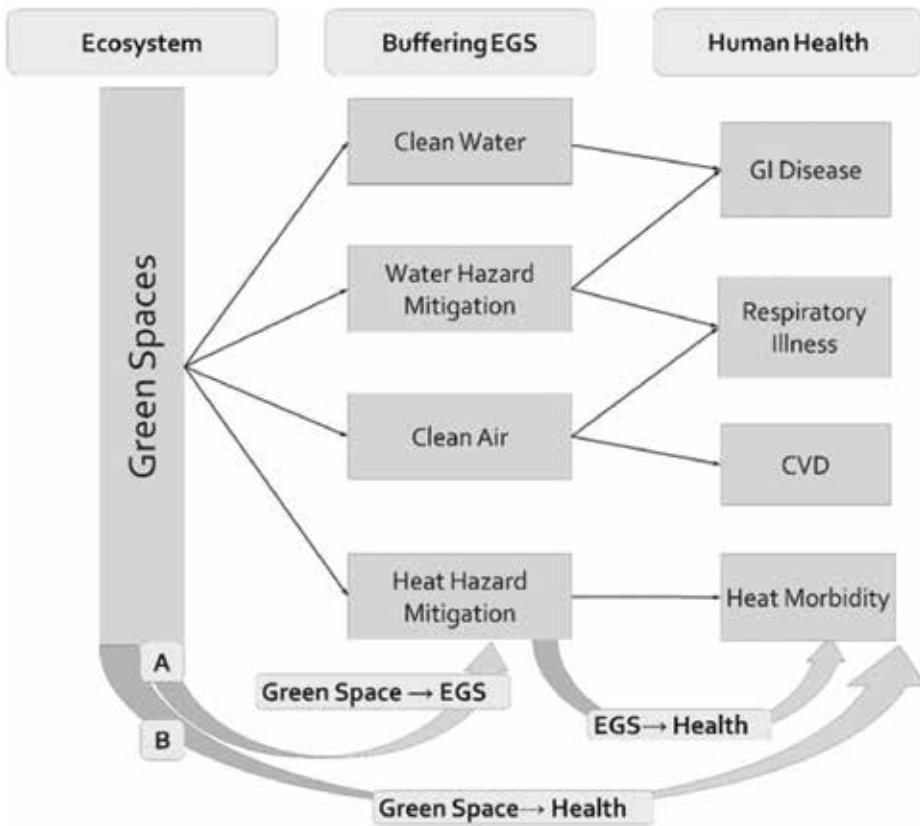 Ecosystem
Buffering EGS
Human Health
Green Spaces
Clean Water
Water Hazard
Mitigation
Clean Air
Heat Hazard
Mitigation
GI Disease
Respiratory
Illness
CVD
Heat Morbidity
A
Green Space → EGS
B
EGS → Health
Green Space → Health